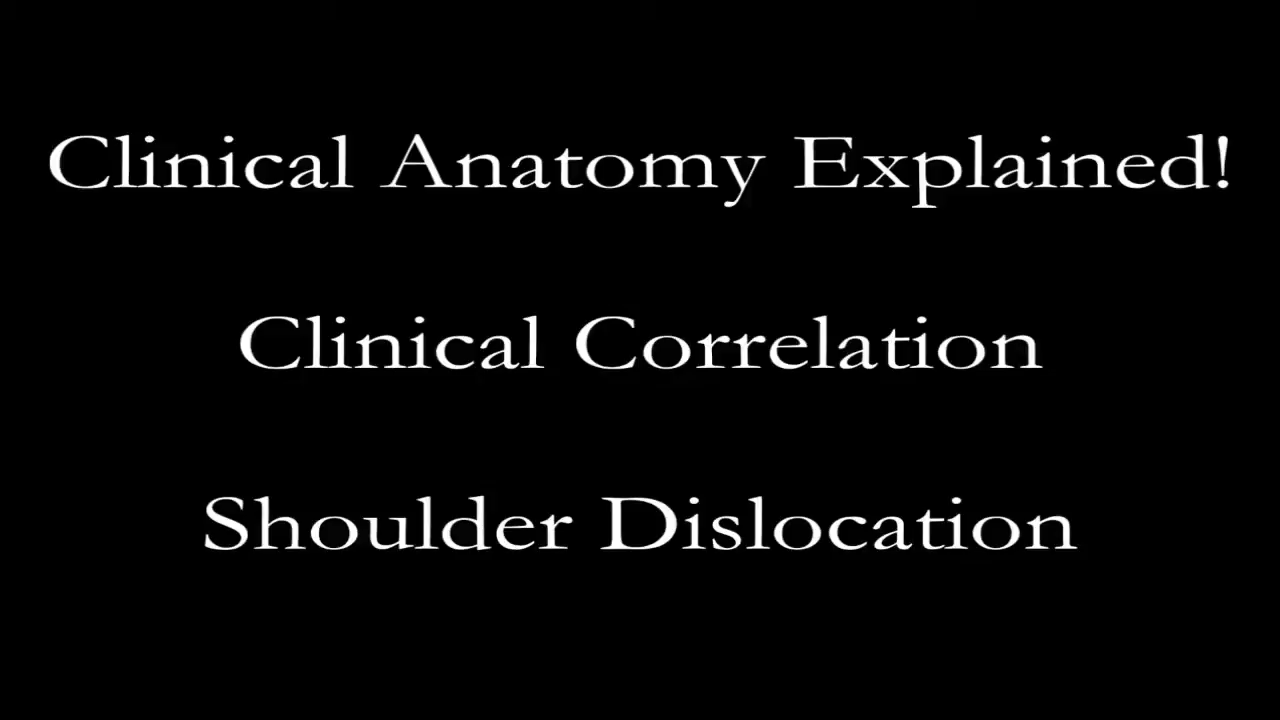 Clinical Anatomy Explained!
Clinical Correlation
Shoulder Dislocation